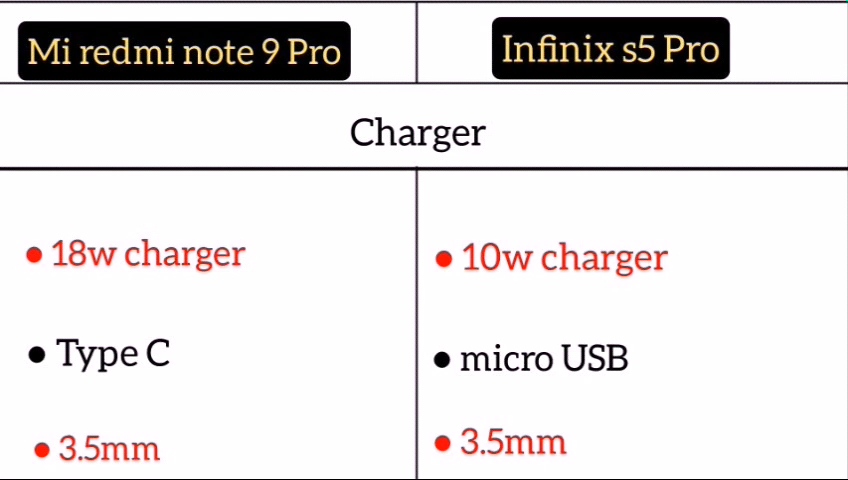 Mi redmi note 9 Pro
Infinix s5 Pro
Charger
● 18w charger
● 10w charger
● Type C
● micro USB
● 3.5mm
● 3.5mm